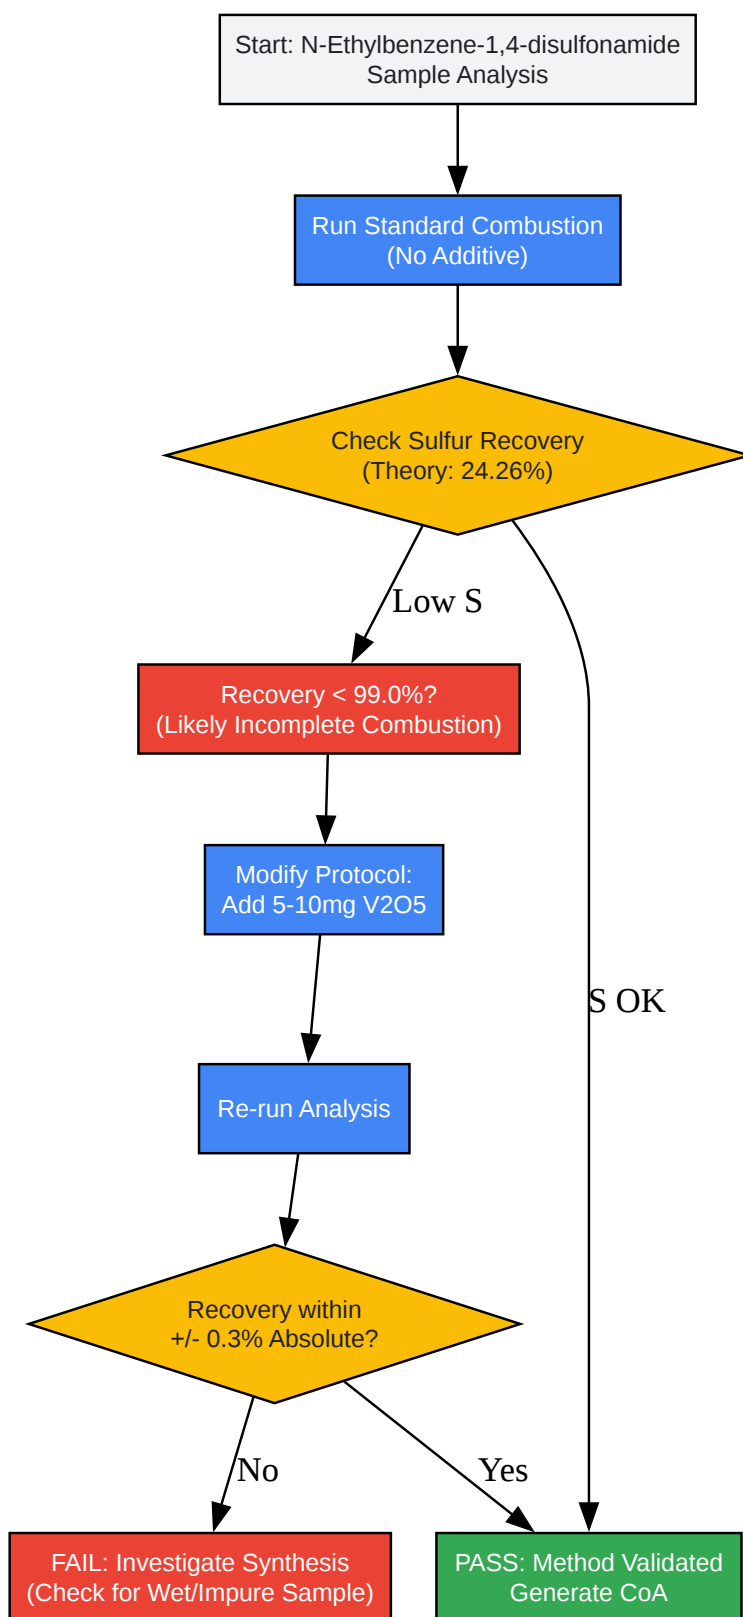 Start: N-Ethylbenzene-1,4-disulfonamide
Sample Analysis
Run Standard Combustion
(No Additive)
Check Sulfur Recovery
(Theory: 24.26%)
Low S
Recovery < 99.0%?
(Likely Incomplete Combustion)
Modify Protocol:
Add 5-10mg V2O5
S OK
Re-run Analysis
Recovery within
+/- 0.3% Absolute?
No
Yes
FAIL: Investigate Synthesis
(Check for Wet/Impure Sample)
PASS: Method Validated
Generate CoA